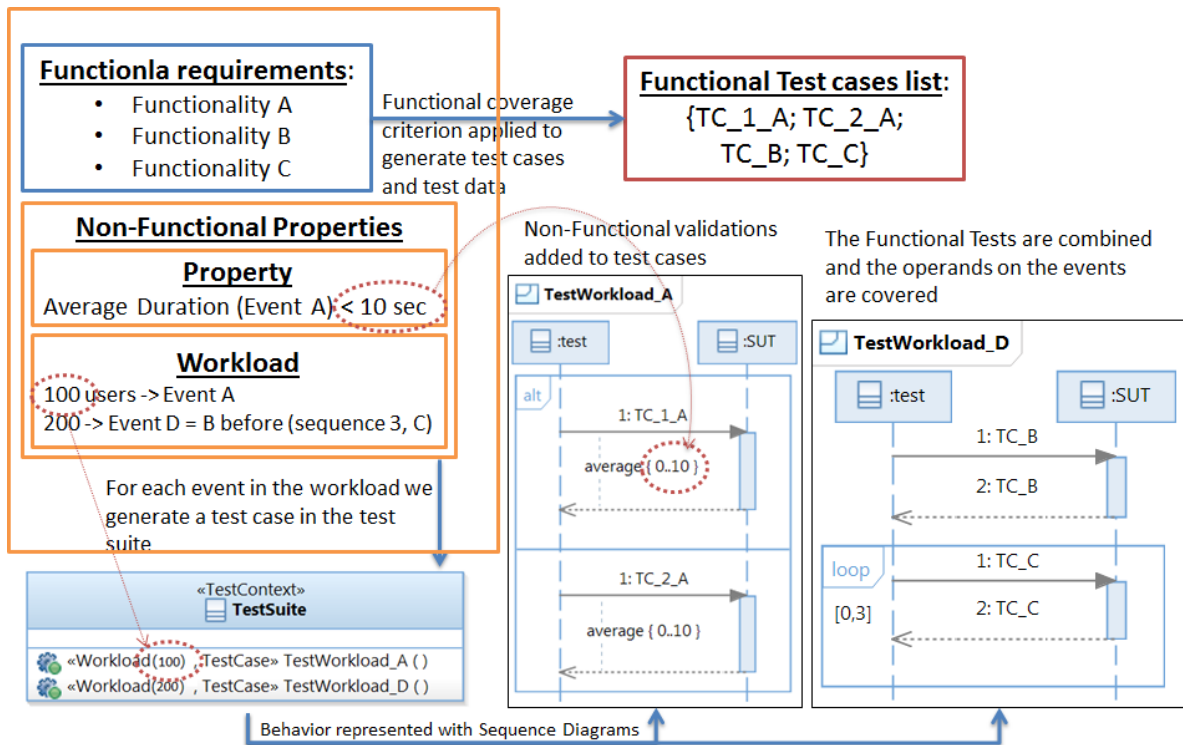 Functionla requirements:
• Functionality A
• Functionality B
• Functionality C
Functional coverage
criterion applied to
generate test cases
and test data
Functional Test cases list:
{TC_1_A; TC_2_A;
TC_B; TC_C}
Non-Functional Properties
Property
Average Duration (Event A) < 10 sec
Workload
100 users -> Event A
200 -> Event D = B before (sequence 3, C)
For each event in the workload we
generate a test case in the test
suite
«TestContext»
TestSuite
«Workload(100) , TestCase» TestWorkload_A ( )
«Workload(200) , TestCase» TestWorkload_D ( )
Non-Functional validations
added to test cases
TestWorkload_A
:test
:SUT
alt
1: TC_1_A
average { 0..10 }
1: TC_2_A
average { 0..10 }
The Functional Tests are combined
and the operands on the events
are covered
TestWorkload_D
:test
:SUT
1: TC_B
2: TC_B
loop
1: TC_C
[0,3]
2: TC_C
Behavior represented with Sequence Diagrams